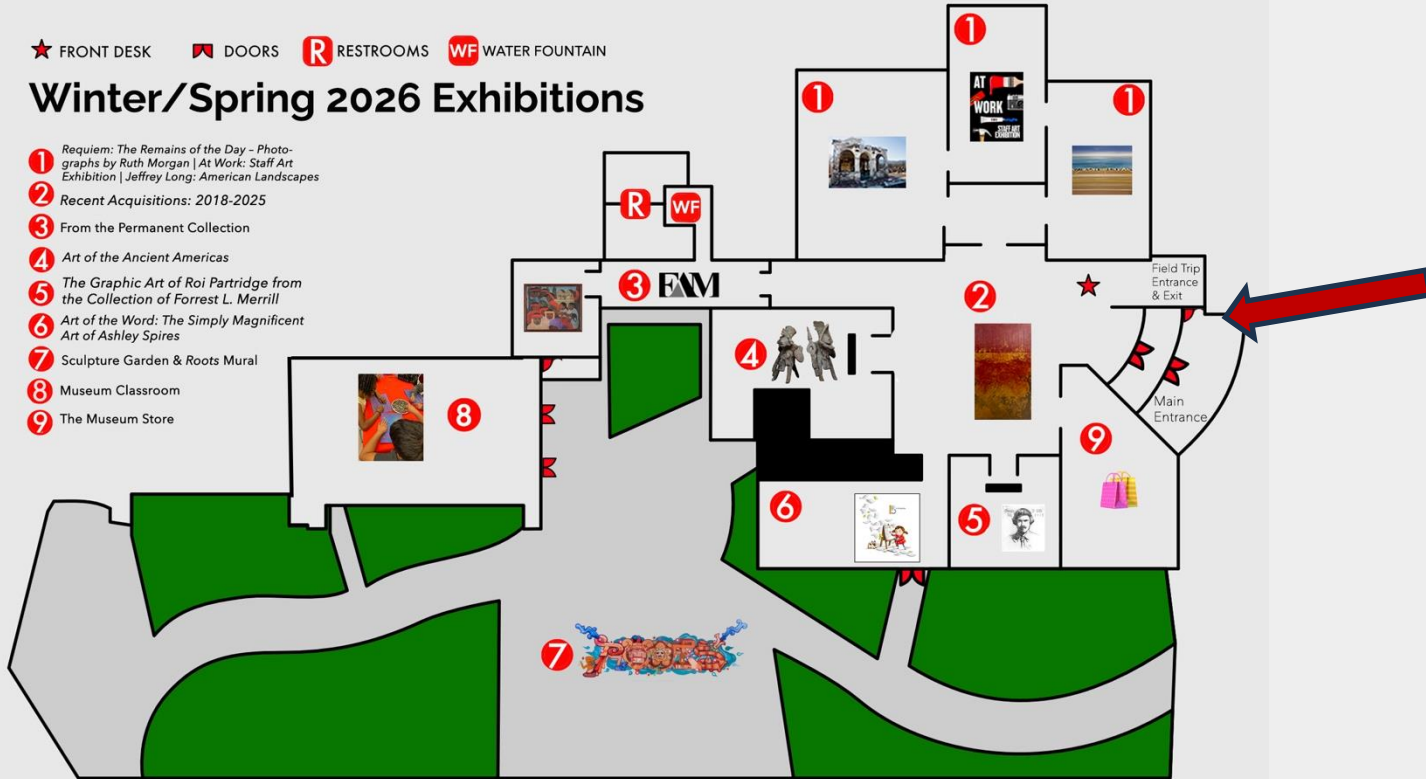 FRONT DESK
DOORS
R RESTROOMS
WF WATER FOUNTAIN
Winter/Spring 2026 Exhibitions
1 Requiem: The Remains of the Day – Photo-
graphs by Ruth Morgan | At Work: Staff Art
Exhibition | Jeffrey Long: American Landscapes
2 Recent Acquisitions: 2018-2025
3 From the Permanent Collection
4 Art of the Ancient Americas
5 The Graphic Art of Roi Partridge from
the Collection of Forrest L. Merrill
6 Art of the Word: The Simply Magnificent
Art of Ashley Spires
7 Sculpture Garden & Roots Mural
8 Museum Classroom
9 The Museum Store
1
AT
WORK
STAFF ART
EXHIBITION
1
1
R
WF
3
2
Field Trip
Entrance
& Exit
4
Main
Entrance
8
9
6
5
7
ROOTS